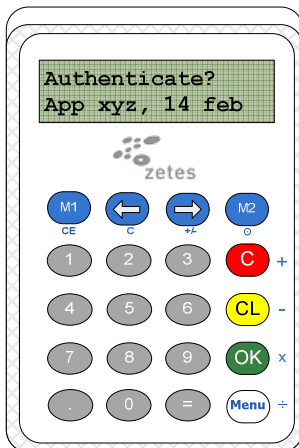 Authenticate?
App xyz, 14 feb
zetes
M1 M2
CE C +/- ⊙
1 2 3 C +
4 5 6 CL -
7 8 9 OK x
. 0 = Menu ÷